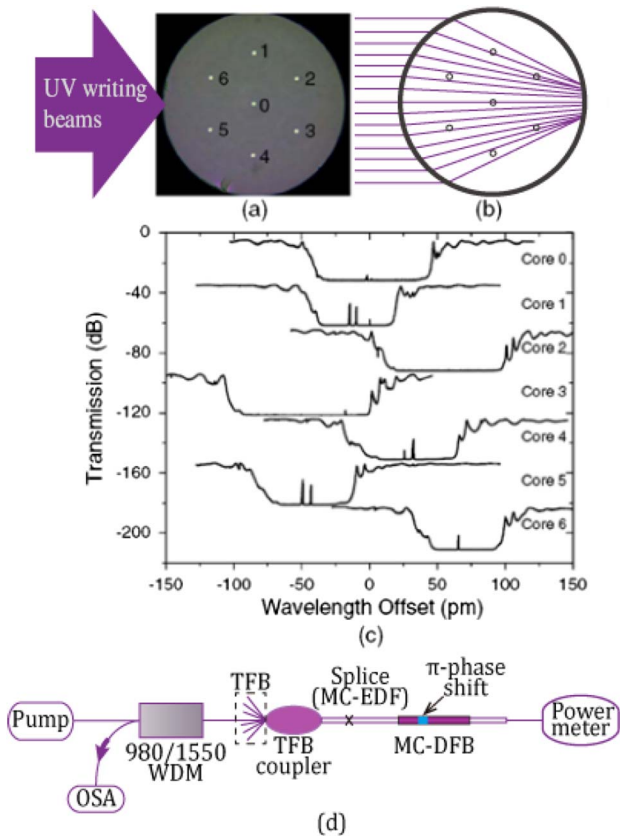 UV writing
beams
1
6
2
0
5
3
4
(a)
(b)
0
-40
-80
-120
-160
-200
Transmission (dB)
Core 0
Core 1
Core 2
Core 3
Core 4
Core 5
Core 6
-150
-100
-50
0
50
100
150
Wavelength Offset (pm)
(c)
Pump
980/1550
WDM
OSA
TFB
TFB
coupler
Splice
(MC-EDF)
π-phase
shift
MC-DFB
Power
meter
(d)